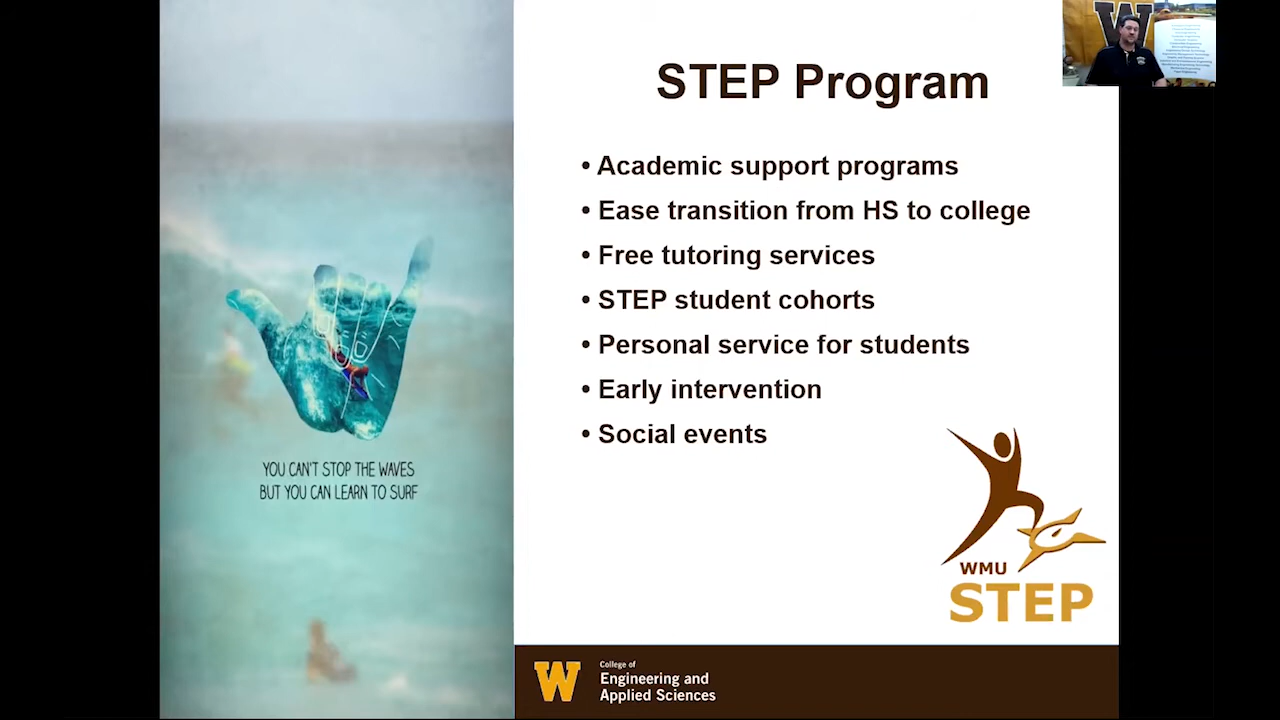 STEP Program
• Academic support programs
• Ease transition from HS to college
• Free tutoring services
• STEP student cohorts
• Personal service for students
• Early intervention
• Social events
YOU CAN'T STOP THE WAVES
BUT YOU CAN LEARN TO SURF
WMU
STEP
W
College of
Engineering and
Applied Sciences
W